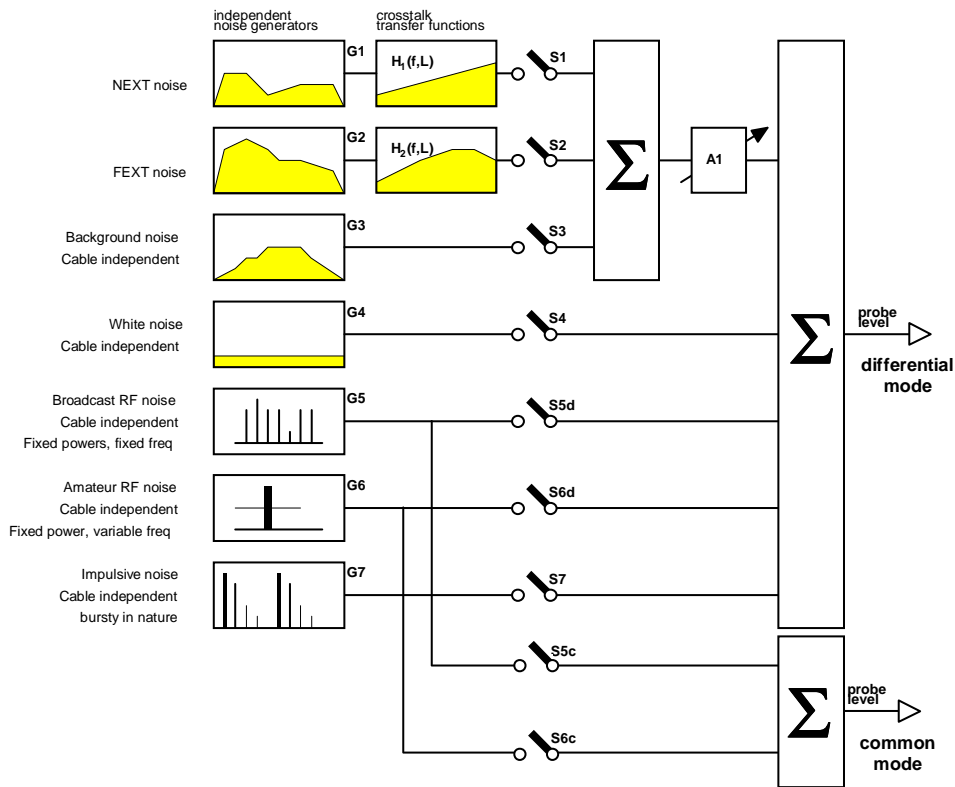 independent
noise generators
crosstalk
transfer functions
NEXT noise
G1
H1(f,L)
S1
FEXT noise
G2
H2(f,L)
S2
Σ
A1
Background noise
Cable independent
G3
S3
White noise
Cable independent
G4
S4
Σ
probe
level
differential
mode
Broadcast RF noise
Cable independent
Fixed powers, fixed freq
G5
S5d
Amateur RF noise
Cable independent
Fixed power, variable freq
G6
S6d
Impulsive noise
Cable independent
bursty in nature
G7
S7
S5c
Σ
probe
level
common
mode
S6c